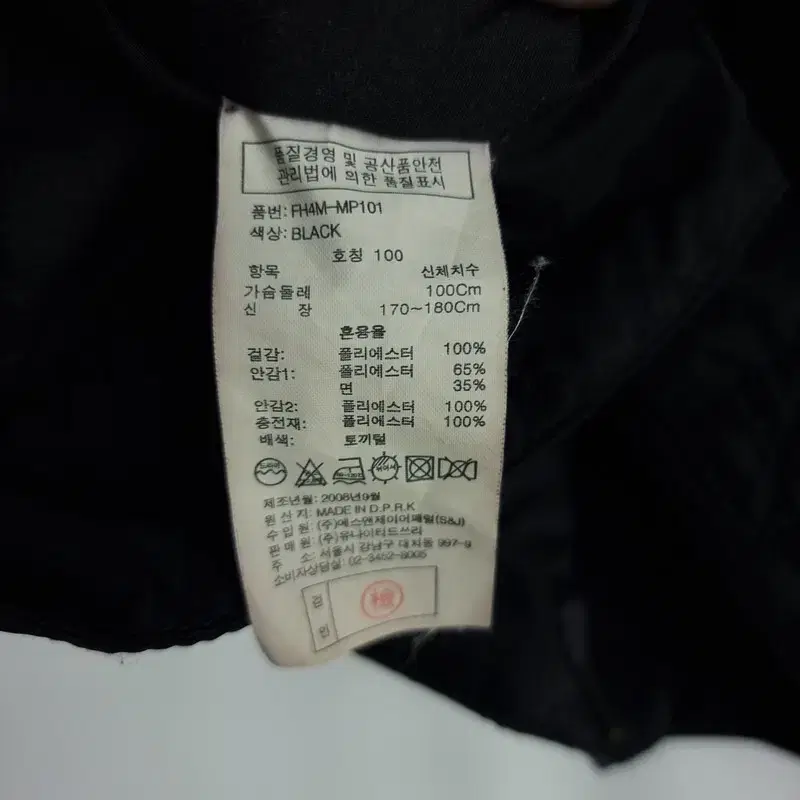 품질경영 및 공산품안전
관리법에 의한 품질표시
품번: FH4M-MP101
색상: BLACK
호칭 100
항목 신체치수
가슴둘레 100Cm
신 장 170~180Cm
혼용율
겉감: 폴리에스터 100%
안감1: 폴리에스터 65%
면 35%
안감2: 폴리에스터 100%
충전재: 폴리에스터 100%
배색: 토끼털
드라이
제조년월: 2008년9월
원 산 지: MADE IN D.P.R.K
수 입 원: (주)에스앤제이어패럴(S&J)
판 매 원: (주)유나이티드쓰리
주 소: 서울시 강남구 대치동 997-9
소비자상담실: 02-3452-8005
검 檢
인